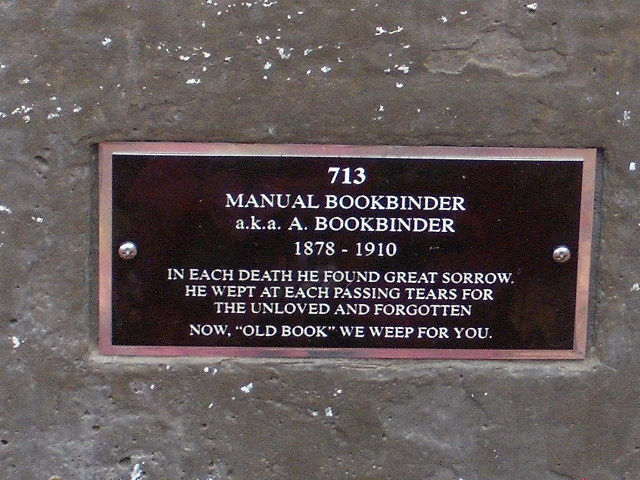 713
MANUAL BOOKBINDER
a.k.a. A. BOOKBINDER
1878 - 1910
IN EACH DEATH HE FOUND GREAT SORROW.
HE WEPT AT EACH PASSING TEARS FOR
THE UNLOVED AND FORGOTTEN
NOW, "OLD BOOK" WE WEEP FOR YOU.